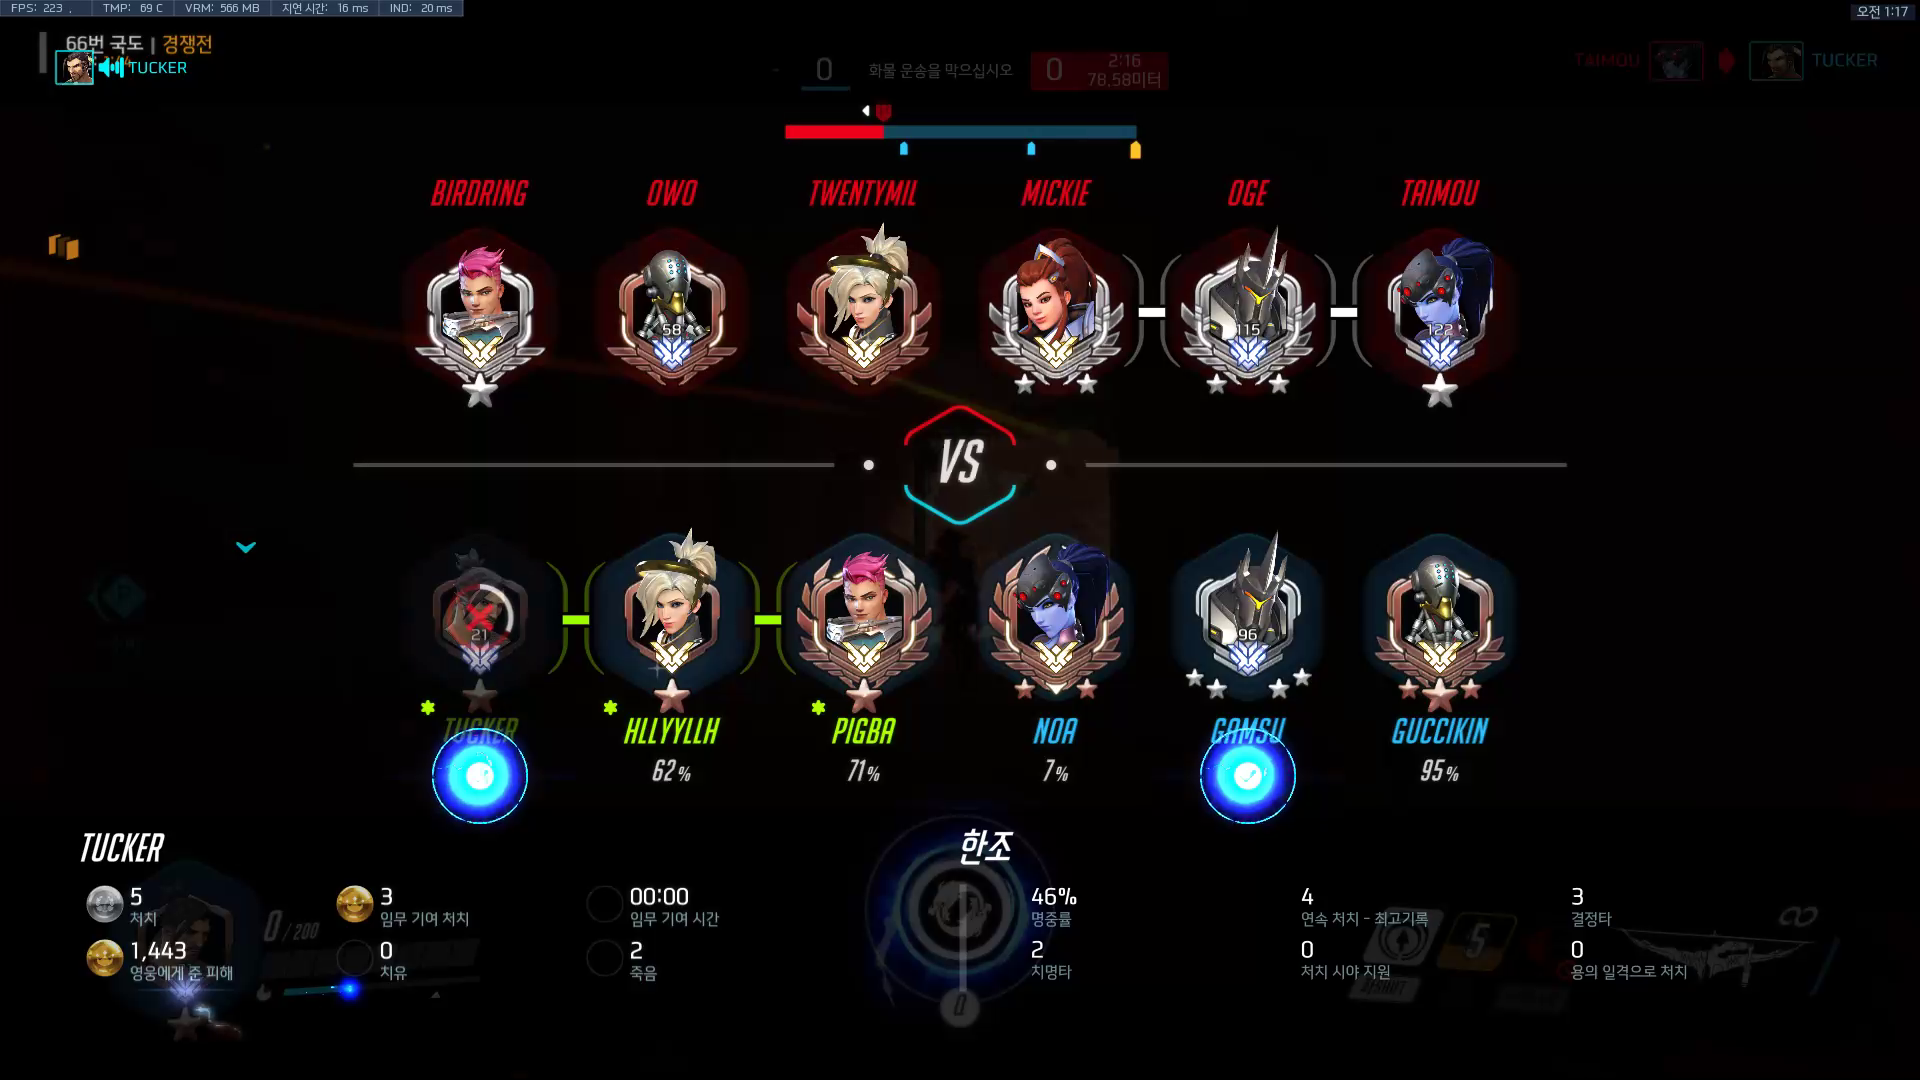 FPS: 223 , TMP: 69 C VRM: 566 MB 지연 시간: 16 ms IND: 20 ms
오전 1:17
66번 국도 | 경쟁전
TUCKER
0 화물 운송을 막으십시오 0 2:16
78.58미터
TAIMOU TUCKER
BIRDRING OWO TWENTYMIL MICKIE OGE TAIMOU
58 115 122
VS
21 96
TUCKER HLLYYLLH PIGBA NOA GAMSU GUCCIKIN
62% 71% 7% 95%
TUCKER 한조
5 3 00:00 46% 4 3
처치 임무 기여 처치 임무 기여 시간 명중률 연속 처치 - 최고기록 결정타
0 / 200 5
1,443 0 2 2 0 0
영웅에게 준 피해 치유 죽음 치명타 처치 시야 지원 용의 일격으로 처치
0